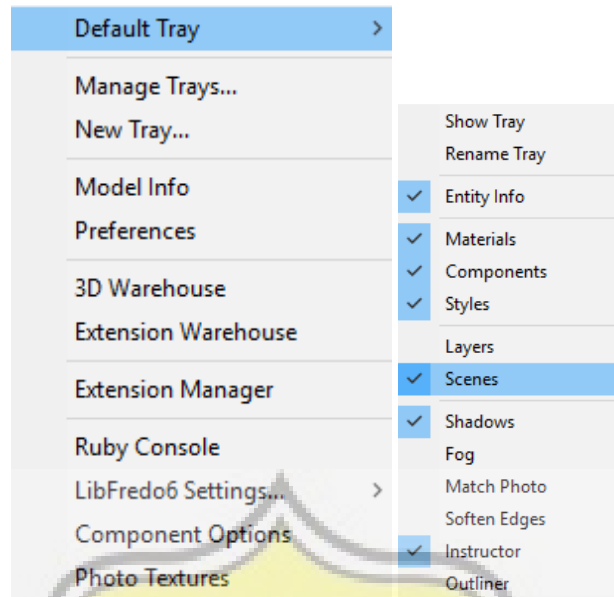 Default Tray
Manage Trays...
New Tray...
Model Info
Preferences
3D Warehouse
Extension Warehouse
Extension Manager
Ruby Console
LibFredo6 Settings...
Component Options
Photo Textures
Show Tray
Rename Tray
Entity Info
Materials
Components
Styles
Layers
Scenes
Shadows
Fog
Match Photo
Soften Edges
Instructor
Outliner